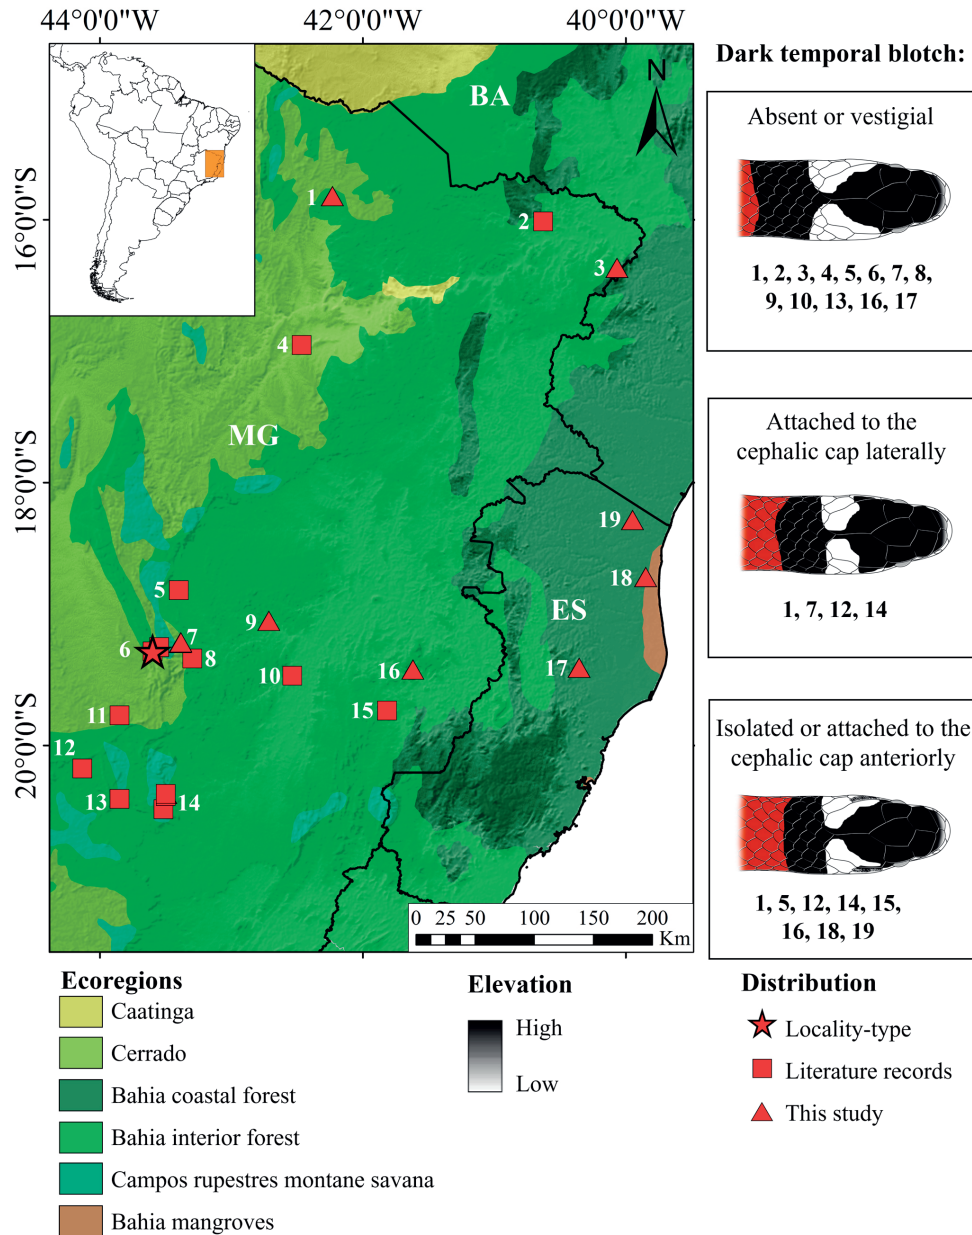 44°0'0"W
42°0'0"W
40°0'0"W
16°0'0"S
18°0'0"S
20°0'0"S
N
BA
MG
ES
1
2
3
4
5
6
7
8
9
10
11
12
13
14
15
16
17
18
19
0 25 50 100 150 200
Km
Dark temporal blotch:
Absent or vestigial
1, 2, 3, 4, 5, 6, 7, 8,
9, 10, 13, 16, 17
Attached to the
cephalic cap laterally
1, 7, 12, 14
Isolated or attached to the
cephalic cap anteriorly
1, 5, 12, 14, 15,
16, 18, 19
Ecoregions
Caatinga
Cerrado
Bahia coastal forest
Bahia interior forest
Campos rupestres montane savana
Bahia mangroves
Elevation
High
Low
Distribution
Locality-type
Literature records
This study